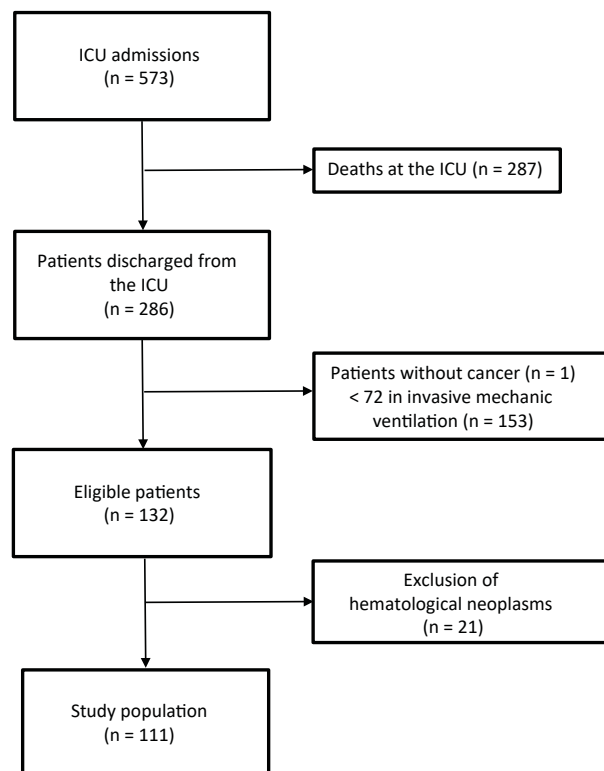 ICU admissions
(n = 573)
Deaths at the ICU (n = 287)
Patients discharged from
the ICU
(n = 286)
Patients without cancer (n = 1)
< 72 in invasive mechanic
ventilation (n = 153)
Eligible patients
(n = 132)
Exclusion of
hematological neoplasms
(n = 21)
Study population
(n = 111)